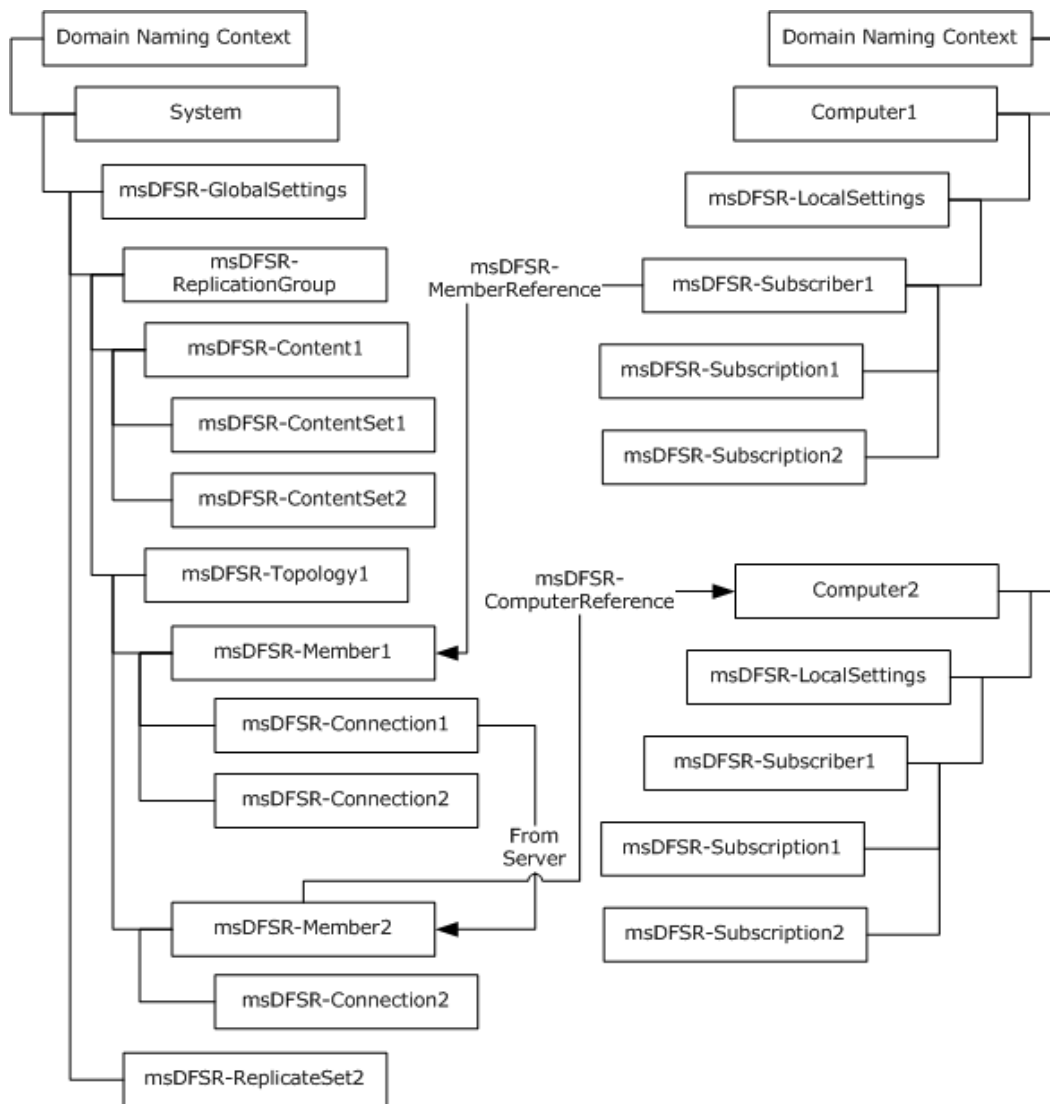 Domain Naming Context
System
msDFSR-GlobalSettings
msDFSR-
ReplicationGroup
msDFSR-Content1
msDFSR-ContentSet1
msDFSR-ContentSet2
msDFSR-Topology1
msDFSR-Member1
msDFSR-Connection1
msDFSR-Connection2
msDFSR-Member2
msDFSR-Connection2
msDFSR-ReplicateSet2
msDFSR-
MemberReference
msDFSR-
ComputerReference
From
Server
Domain Naming Context
Computer1
msDFSR-LocalSettings
msDFSR-Subscriber1
msDFSR-Subscription1
msDFSR-Subscription2
Computer2
msDFSR-LocalSettings
msDFSR-Subscriber1
msDFSR-Subscription1
msDFSR-Subscription2